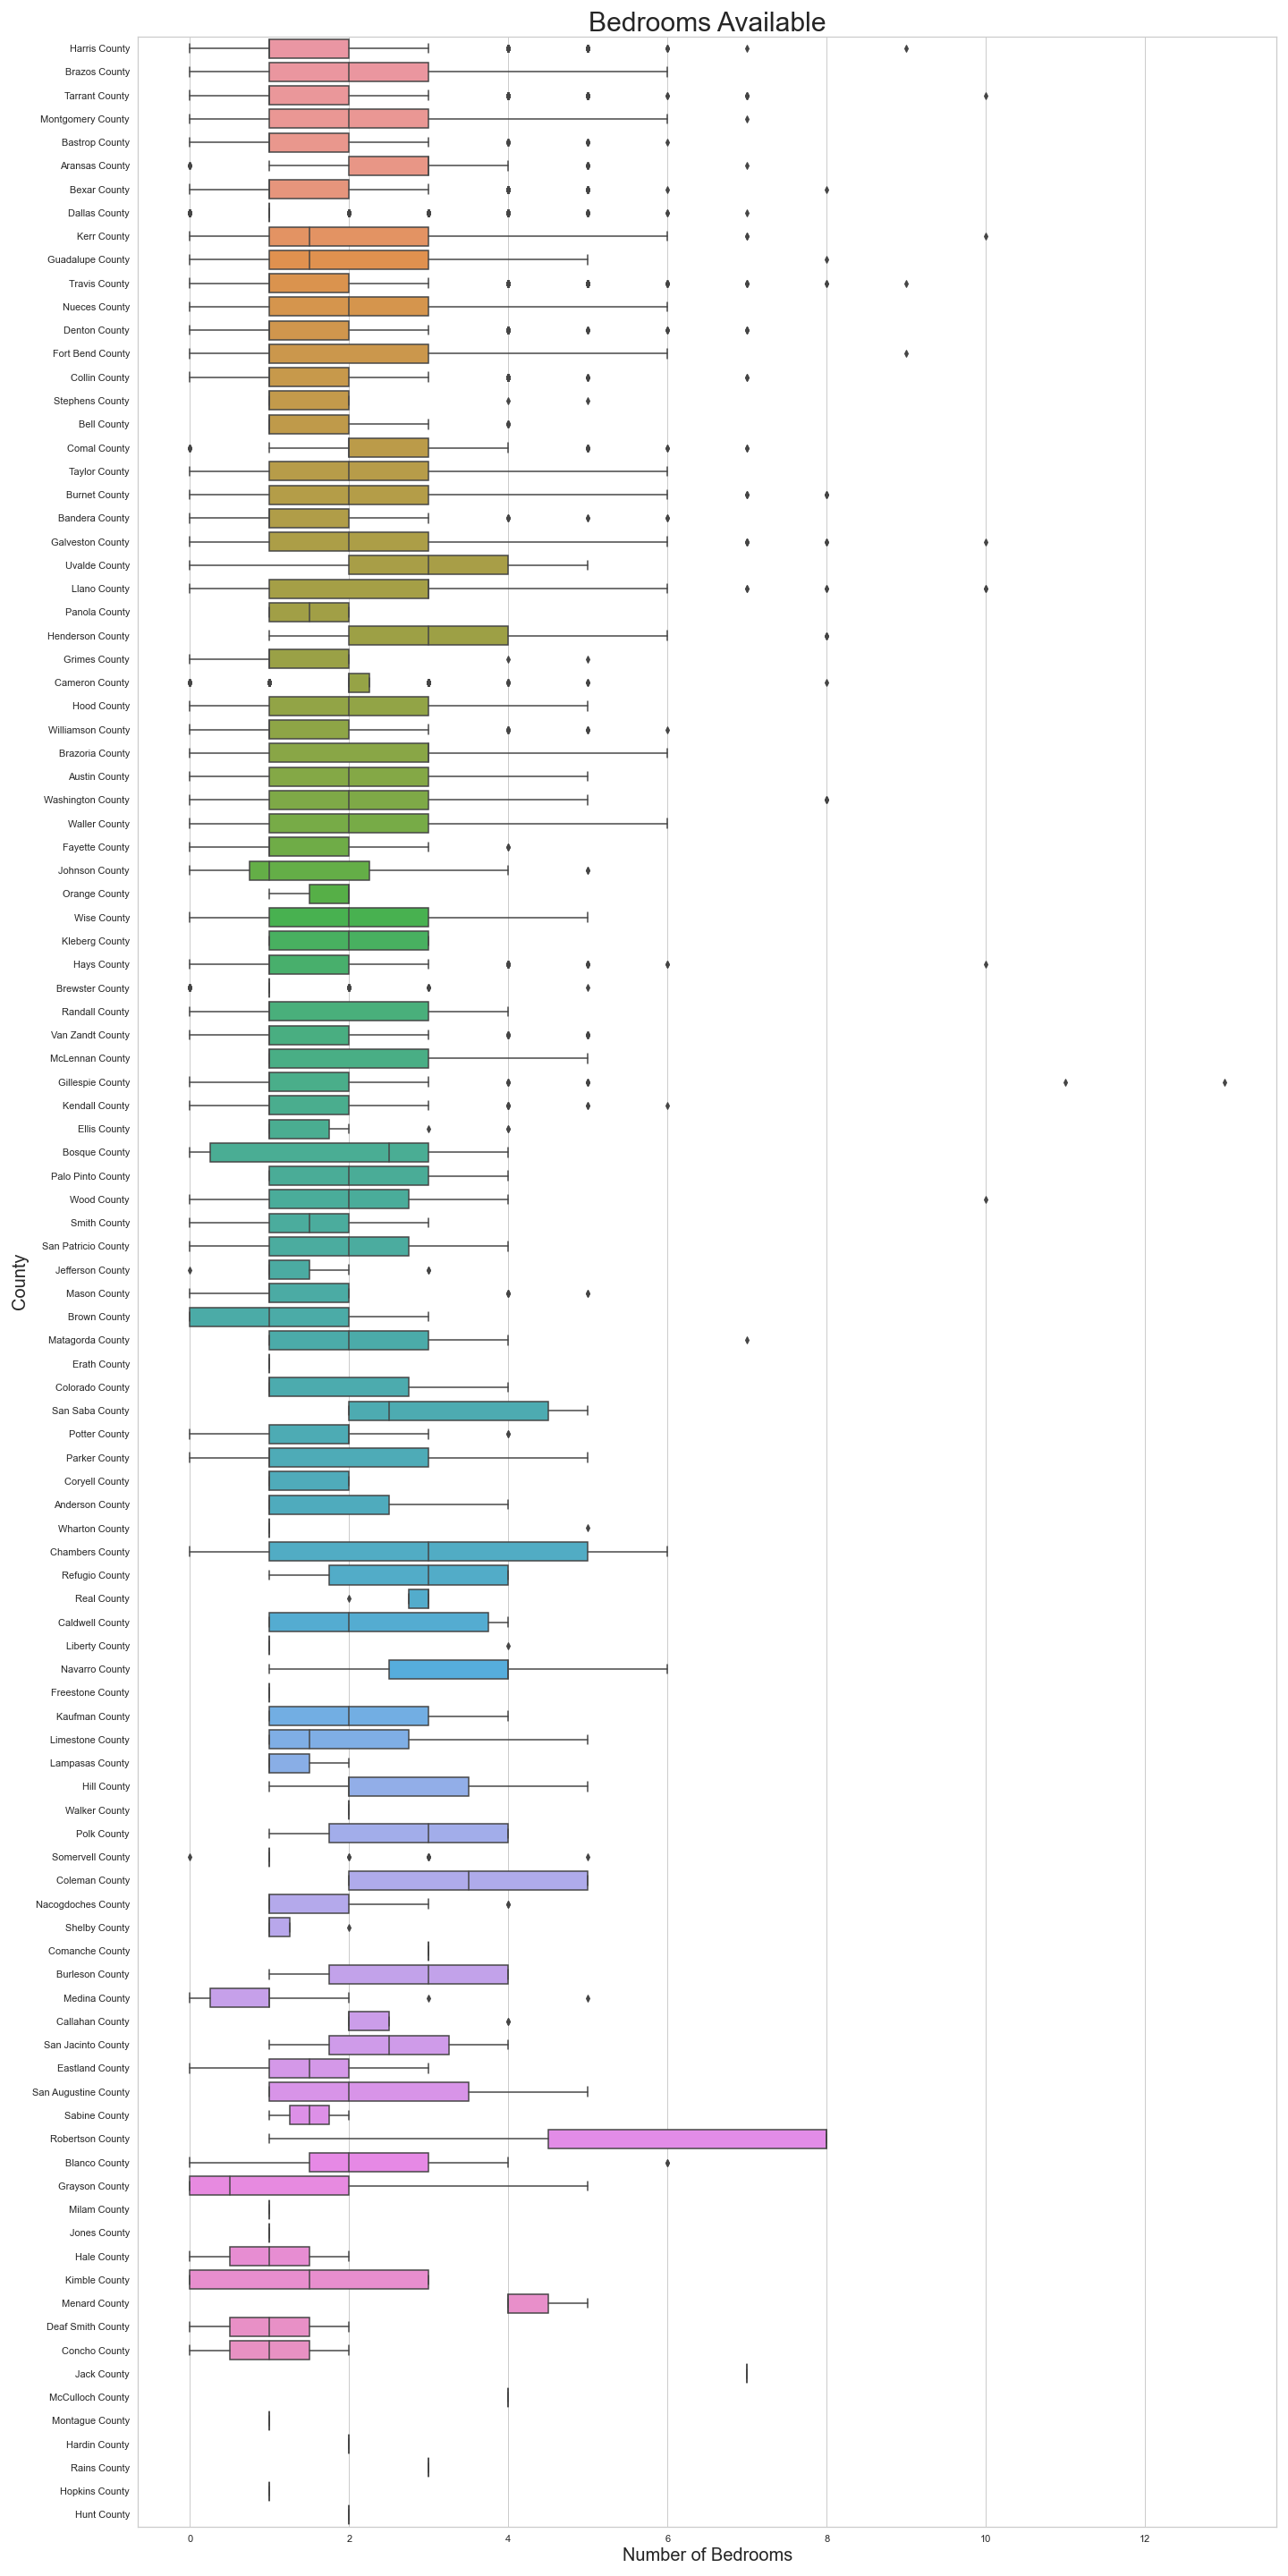 Bedrooms Available
Harris County
Brazos County
Tarrant County
Montgomery County
Bastrop County
Aransas County
Bexar County
Dallas County
Kerr County
Guadalupe County
Travis County
Nueces County
Denton County
Fort Bend County
Collin County
Stephens County
Bell County
Comal County
Taylor County
Burnet County
Bandera County
Galveston County
Uvalde County
Llano County
Panola County
Henderson County
Grimes County
Cameron County
Hood County
Williamson County
Brazoria County
Austin County
Washington County
Waller County
Fayette County
Johnson County
Orange County
Wise County
Kleberg County
Hays County
Brewster County
Randall County
Van Zandt County
McLennan County
Gillespie County
Kendall County
Ellis County
Bosque County
Palo Pinto County
Wood County
Smith County
San Patricio County
Jefferson County
Mason County
Brown County
Matagorda County
Erath County
Colorado County
San Saba County
Potter County
Parker County
Coryell County
Anderson County
Wharton County
Chambers County
Refugio County
Real County
Caldwell County
Liberty County
Navarro County
Freestone County
Kaufman County
Limestone County
Lampasas County
Hill County
Walker County
Polk County
Somervell County
Coleman County
Nacogdoches County
Shelby County
Comanche County
Burleson County
Medina County
Callahan County
San Jacinto County
Eastland County
San Augustine County
Sabine County
Robertson County
Blanco County
Grayson County
Milam County
Jones County
Hale County
Kimble County
Menard County
Deaf Smith County
Concho County
Jack County
McCulloch County
Montague County
Hardin County
Rains County
Hopkins County
Hunt County
County
0 2 4 6 8 10 12
Number of Bedrooms